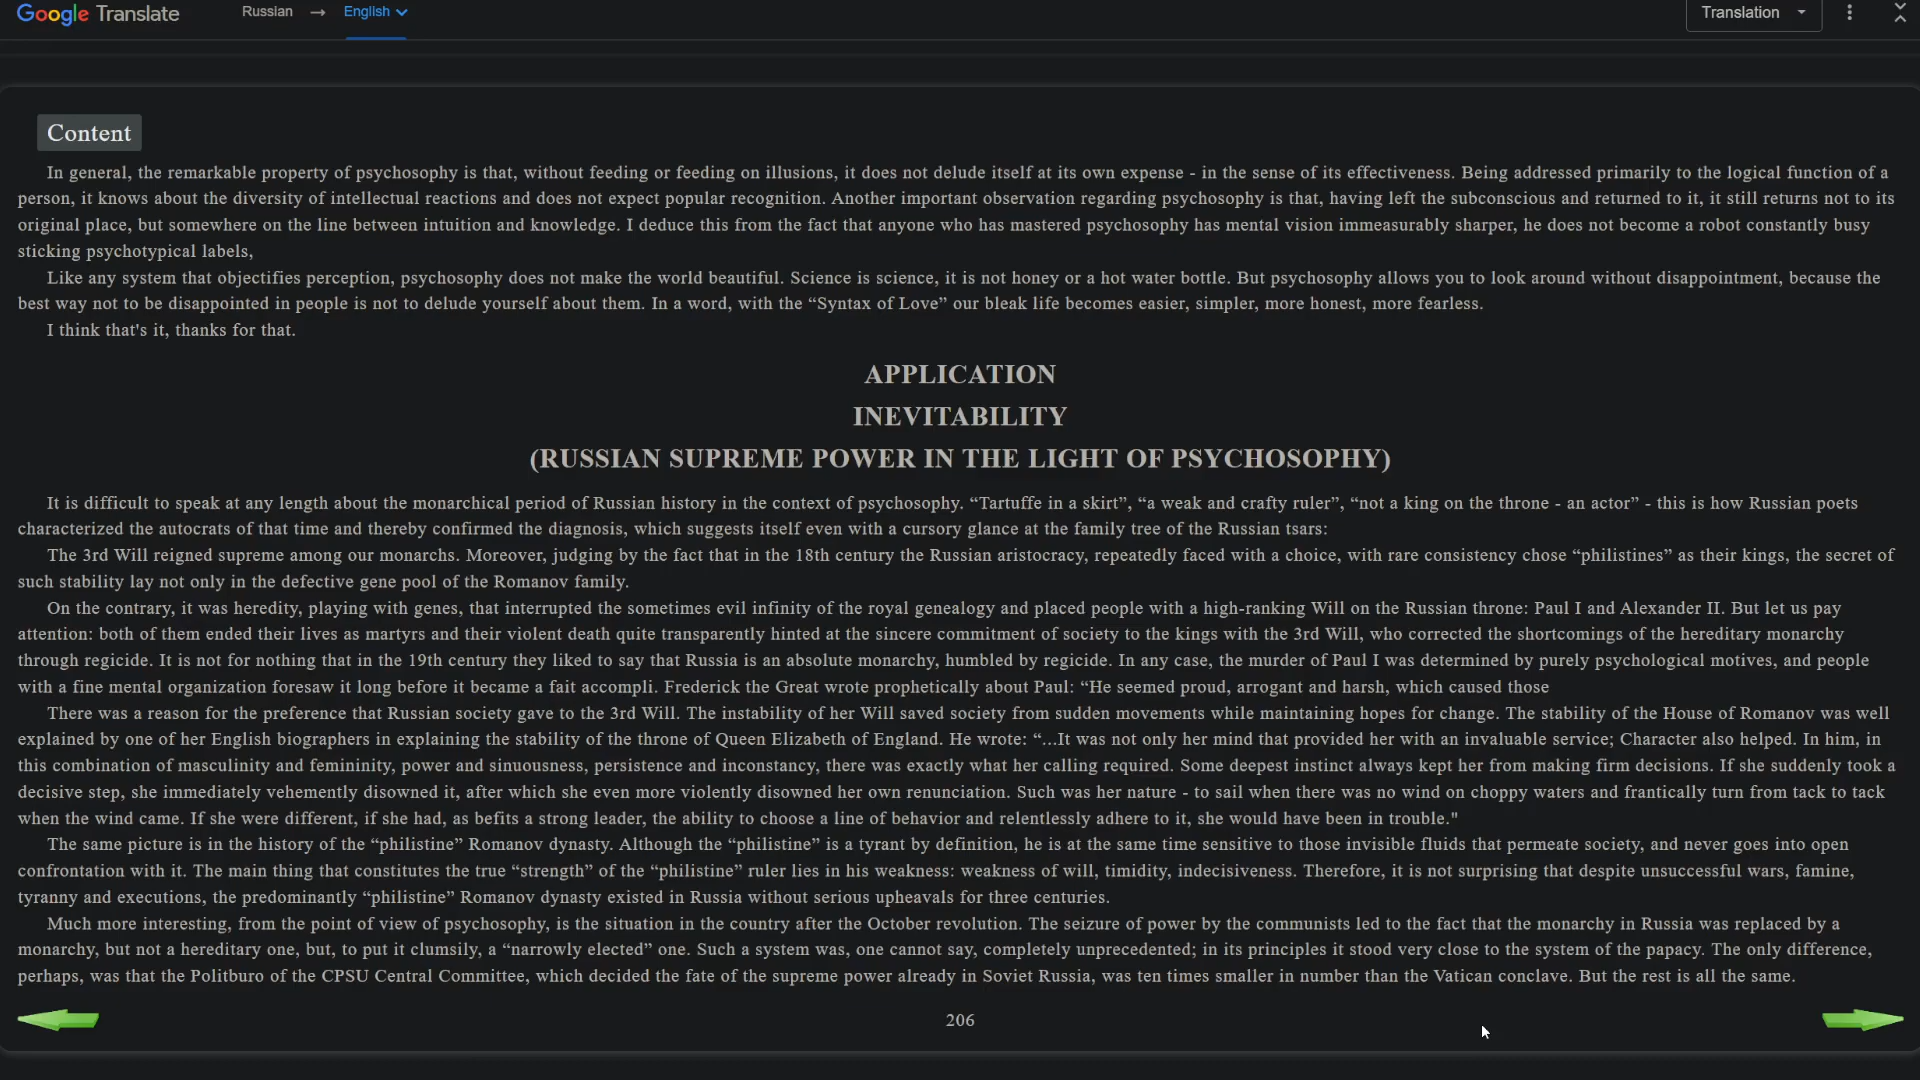 Google Translate
Russian → English
Translation
Content
In general, the remarkable property of psychosophy is that, without feeding or feeding on illusions, it does not delude itself at its own expense - in the sense of its effectiveness. Being addressed primarily to the logical function of a
person, it knows about the diversity of intellectual reactions and does not expect popular recognition. Another important observation regarding psychosophy is that, having left the subconscious and returned to it, it still returns not to its
original place, but somewhere on the line between intuition and knowledge. I deduce this from the fact that anyone who has mastered psychosophy has mental vision immeasurably sharper, he does not become a robot constantly busy
sticking psychotypical labels,
Like any system that objectifies perception, psychosophy does not make the world beautiful. Science is science, it is not honey or a hot water bottle. But psychosophy allows you to look around without disappointment, because the
best way not to be disappointed in people is not to delude yourself about them. In a word, with the “Syntax of Love” our bleak life becomes easier, simpler, more honest, more fearless.
I think that's it, thanks for that.
APPLICATION
INEVITABILITY
(RUSSIAN SUPREME POWER IN THE LIGHT OF PSYCHOSOPHY)
It is difficult to speak at any length about the monarchical period of Russian history in the context of psychosophy. “Tartuffe in a skirt”, “a weak and crafty ruler”, “not a king on the throne - an actor” - this is how Russian poets
characterized the autocrats of that time and thereby confirmed the diagnosis, which suggests itself even with a cursory glance at the family tree of the Russian tsars:
The 3rd Will reigned supreme among our monarchs. Moreover, judging by the fact that in the 18th century the Russian aristocracy, repeatedly faced with a choice, with rare consistency chose “philistines” as their kings, the secret of
such stability lay not only in the defective gene pool of the Romanov family.
On the contrary, it was heredity, playing with genes, that interrupted the sometimes evil infinity of the royal genealogy and placed people with a high-ranking Will on the Russian throne: Paul I and Alexander II. But let us pay
attention: both of them ended their lives as martyrs and their violent death quite transparently hinted at the sincere commitment of society to the kings with the 3rd Will, who corrected the shortcomings of the hereditary monarchy
through regicide. It is not for nothing that in the 19th century they liked to say that Russia is an absolute monarchy, humbled by regicide. In any case, the murder of Paul I was determined by purely psychological motives, and people
with a fine mental organization foresaw it long before it became a fait accompli. Frederick the Great wrote prophetically about Paul: “He seemed proud, arrogant and harsh, which caused those
There was a reason for the preference that Russian society gave to the 3rd Will. The instability of her Will saved society from sudden movements while maintaining hopes for change. The stability of the House of Romanov was well
explained by one of her English biographers in explaining the stability of the throne of Queen Elizabeth of England. He wrote: “...It was not only her mind that provided her with an invaluable service; Character also helped. In him, in
this combination of masculinity and femininity, power and sinuousness, persistence and inconstancy, there was exactly what her calling required. Some deepest instinct always kept her from making firm decisions. If she suddenly took a
decisive step, she immediately vehemently disowned it, after which she even more violently disowned her own renunciation. Such was her nature - to sail when there was no wind on choppy waters and frantically turn from tack to tack
when the wind came. If she were different, if she had, as befits a strong leader, the ability to choose a line of behavior and relentlessly adhere to it, she would have been in trouble."
The same picture is in the history of the “philistine” Romanov dynasty. Although the “philistine” is a tyrant by definition, he is at the same time sensitive to those invisible fluids that permeate society, and never goes into open
confrontation with it. The main thing that constitutes the true “strength” of the “philistine” ruler lies in his weakness: weakness of will, timidity, indecisiveness. Therefore, it is not surprising that despite unsuccessful wars, famine,
tyranny and executions, the predominantly “philistine” Romanov dynasty existed in Russia without serious upheavals for three centuries.
Much more interesting, from the point of view of psychosophy, is the situation in the country after the October revolution. The seizure of power by the communists led to the fact that the monarchy in Russia was replaced by a
monarchy, but not a hereditary one, but, to put it clumsily, a “narrowly elected” one. Such a system was, one cannot say, completely unprecedented; in its principles it stood very close to the system of the papacy. The only difference,
perhaps, was that the Politburo of the CPSU Central Committee, which decided the fate of the supreme power already in Soviet Russia, was ten times smaller in number than the Vatican conclave. But the rest is all the same.
206